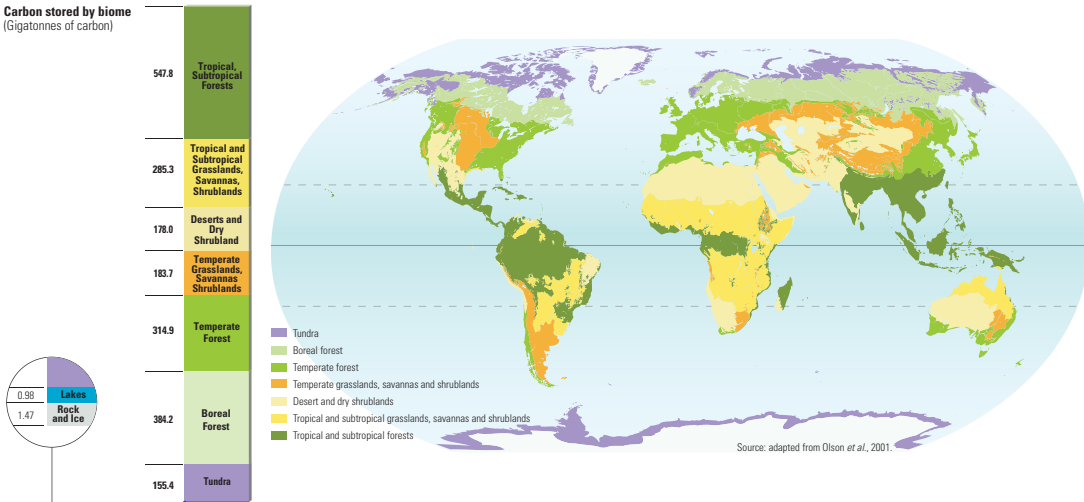 Carbon stored by biome
(Gigatonnes of carbon)
547.8
Tropical,
Subtropical
Forests
285.3
Tropical and
Subtropical
Grasslands,
Savannas,
Shrublands
178.0
Deserts and
Dry
Shrubland
183.7
Temperate
Grasslands,
Savannas
Shrublands
314.9
Temperate
Forest
384.2
Boreal
Forest
155.4
Tundra
0.98
Lakes
1.47
Rock
and Ice
Tundra
Boreal forest
Temperate forest
Temperate grasslands, savannas and shrublands
Desert and dry shrublands
Tropical and subtropical grasslands, savannas and shrublands
Tropical and subtropical forests
Source: adapted from Olson et al., 2001.